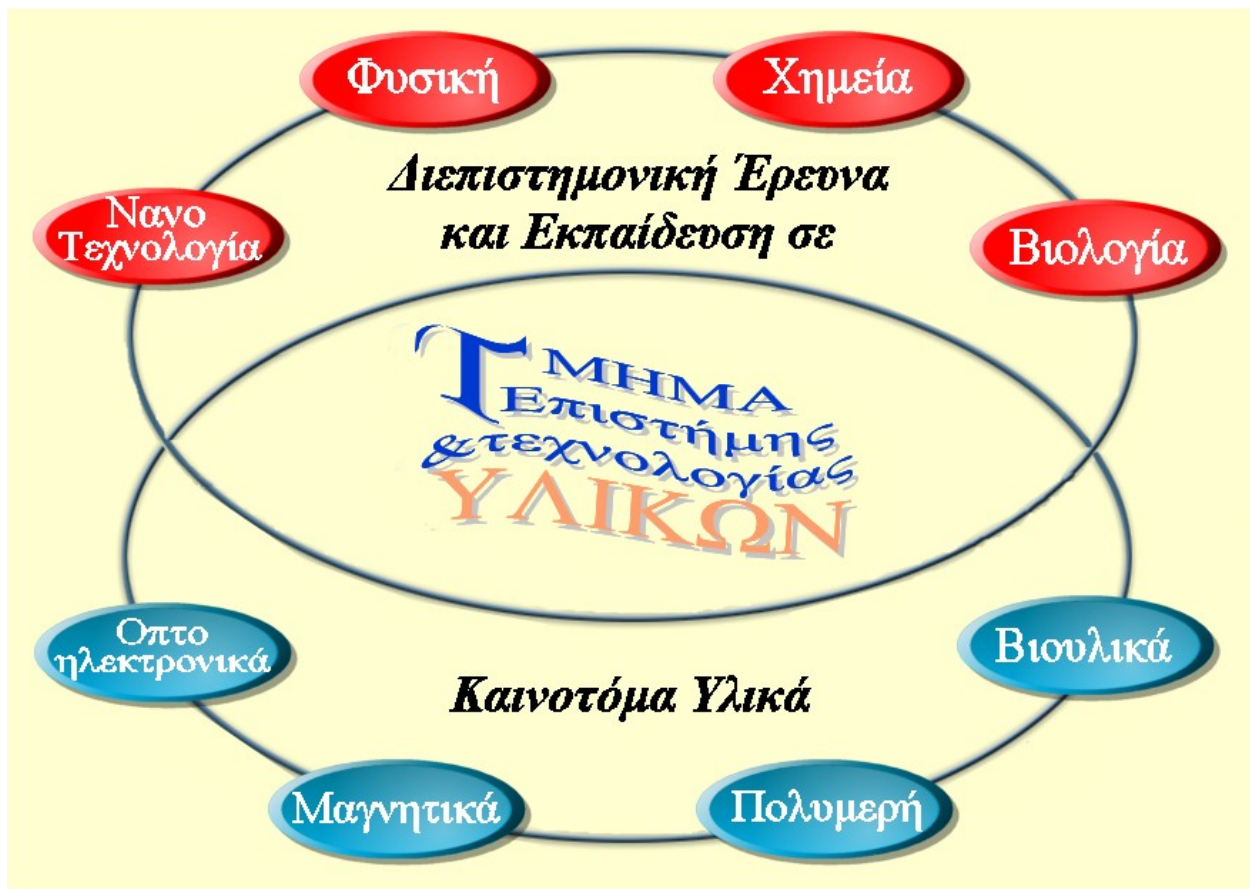 Φυσική
Χημεία
Διεπιστημονική Έρευνα
και Εκπαίδευση σε
Νανο
Τεχνολογία
Βιολογία
ΤΜΗΜΑ
Επιστήμης
&τεχνολογίας
ΥΛΙΚΩΝ
Οπτο
ηλεκτρονικά
Βιουλικά
Καινοτόμα Υλικά
Μαγνητικά
Πολυμερή